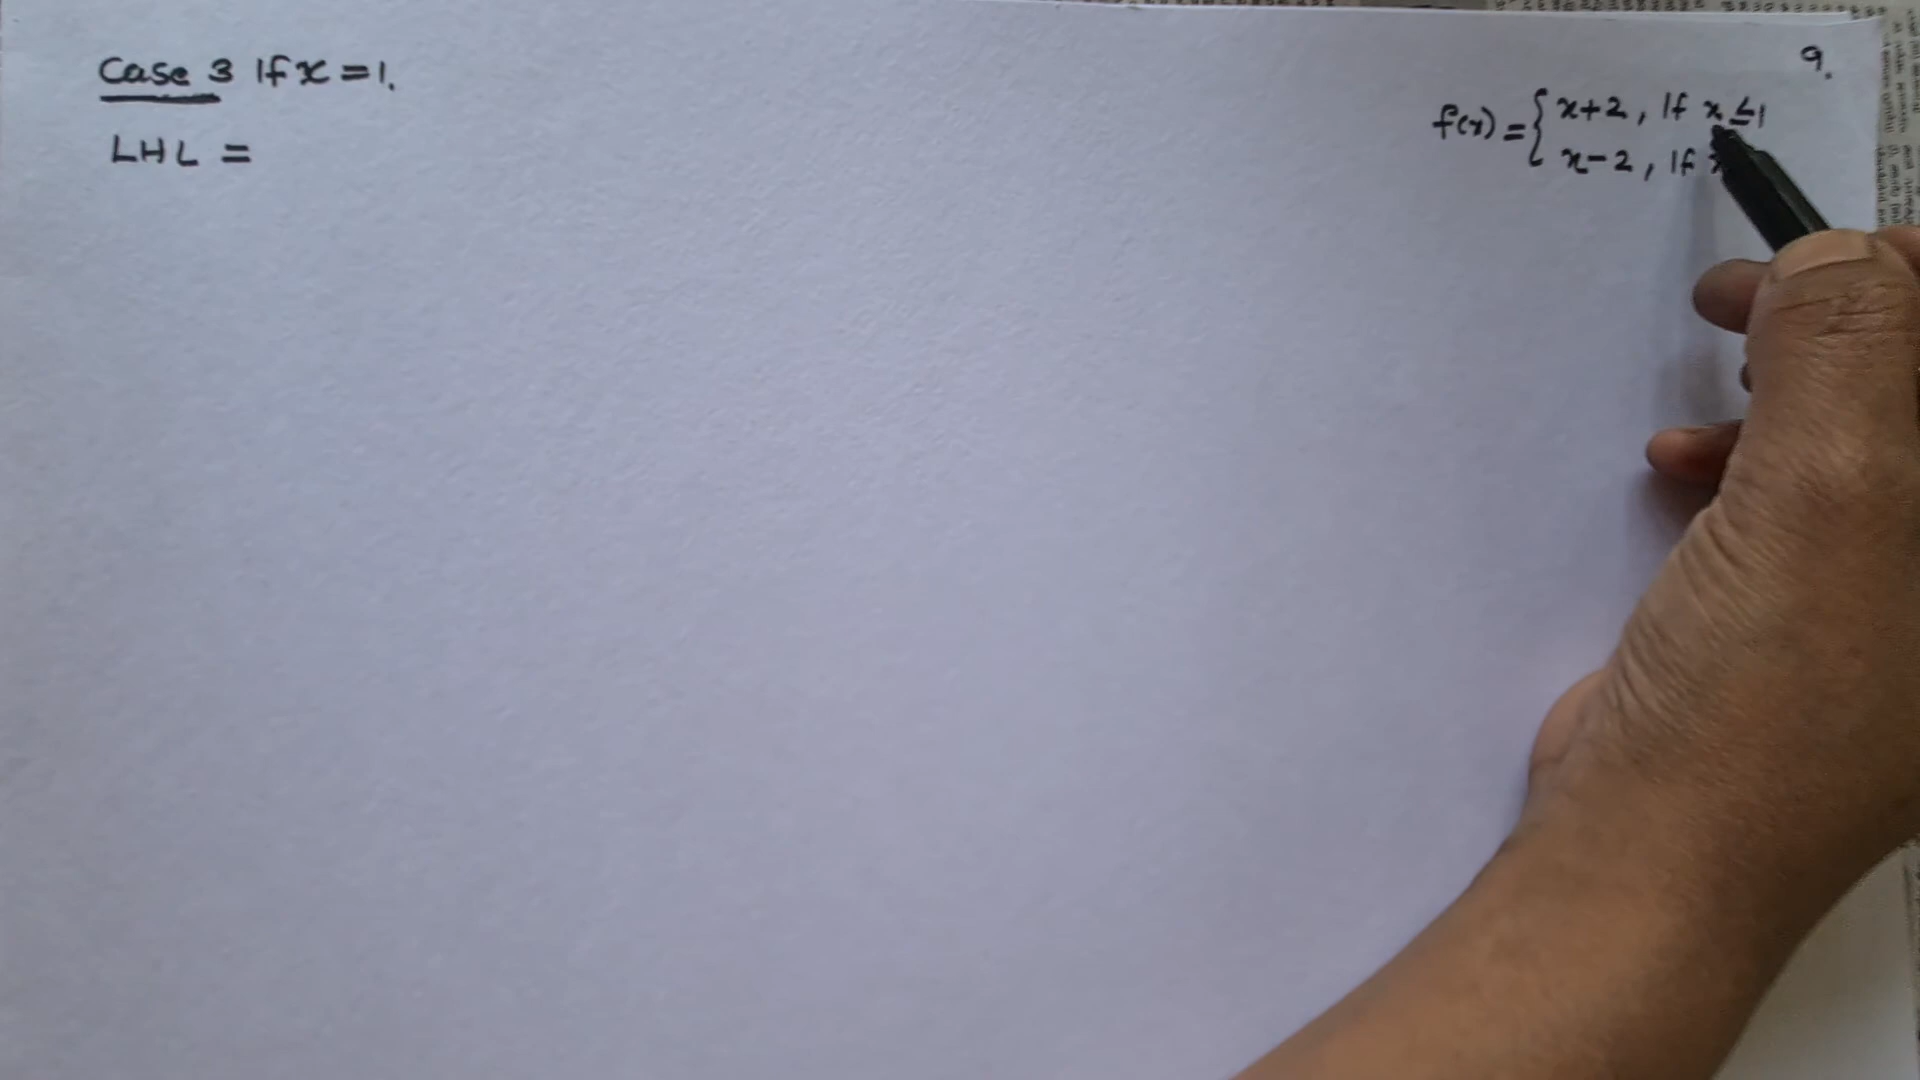 9.
Case 3 If x = 1.
f(x) = { x+2, If x ≤ 1
x-2, If
LHL =